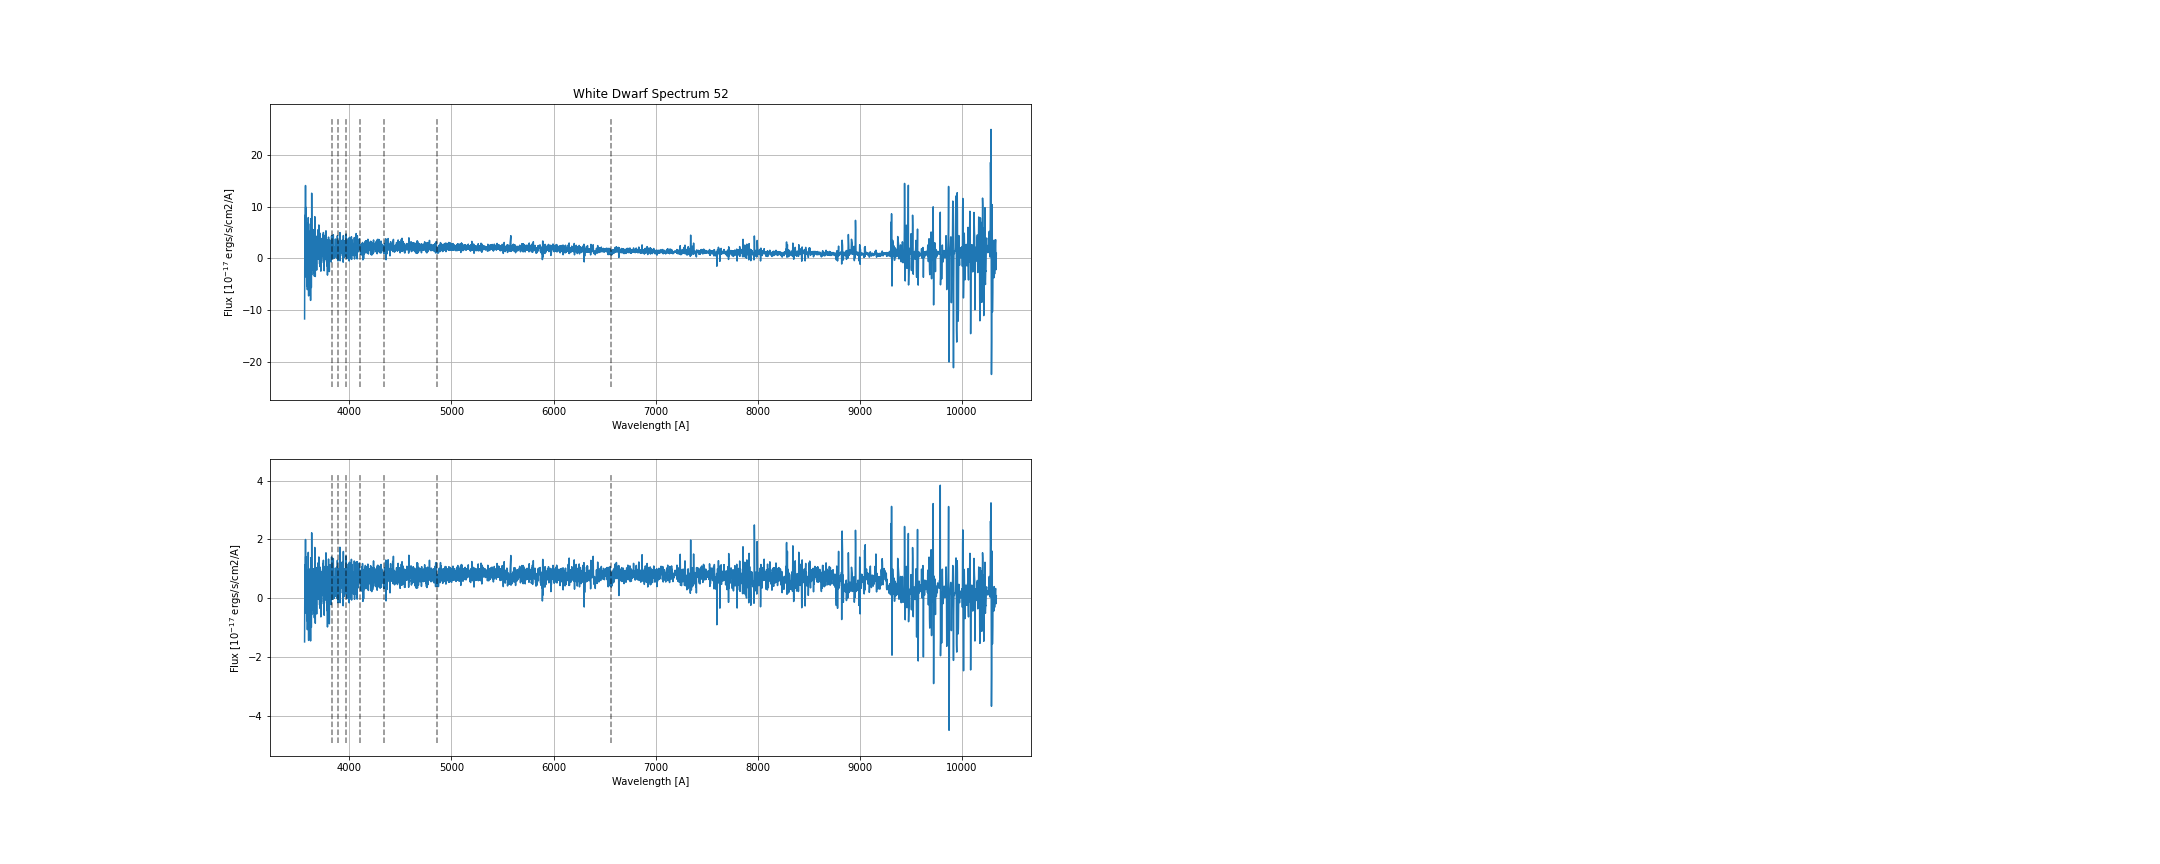 White Dwarf Spectrum 52
Flux [10⁻¹⁷ ergs/s/cm2/A]
20
10
0
−10
−20
4000 5000 6000 7000 8000 9000 10000
Wavelength [A]
Flux [10⁻¹⁷ ergs/s/cm2/A]
4
2
0
−2
−4
4000 5000 6000 7000 8000 9000 10000
Wavelength [A]